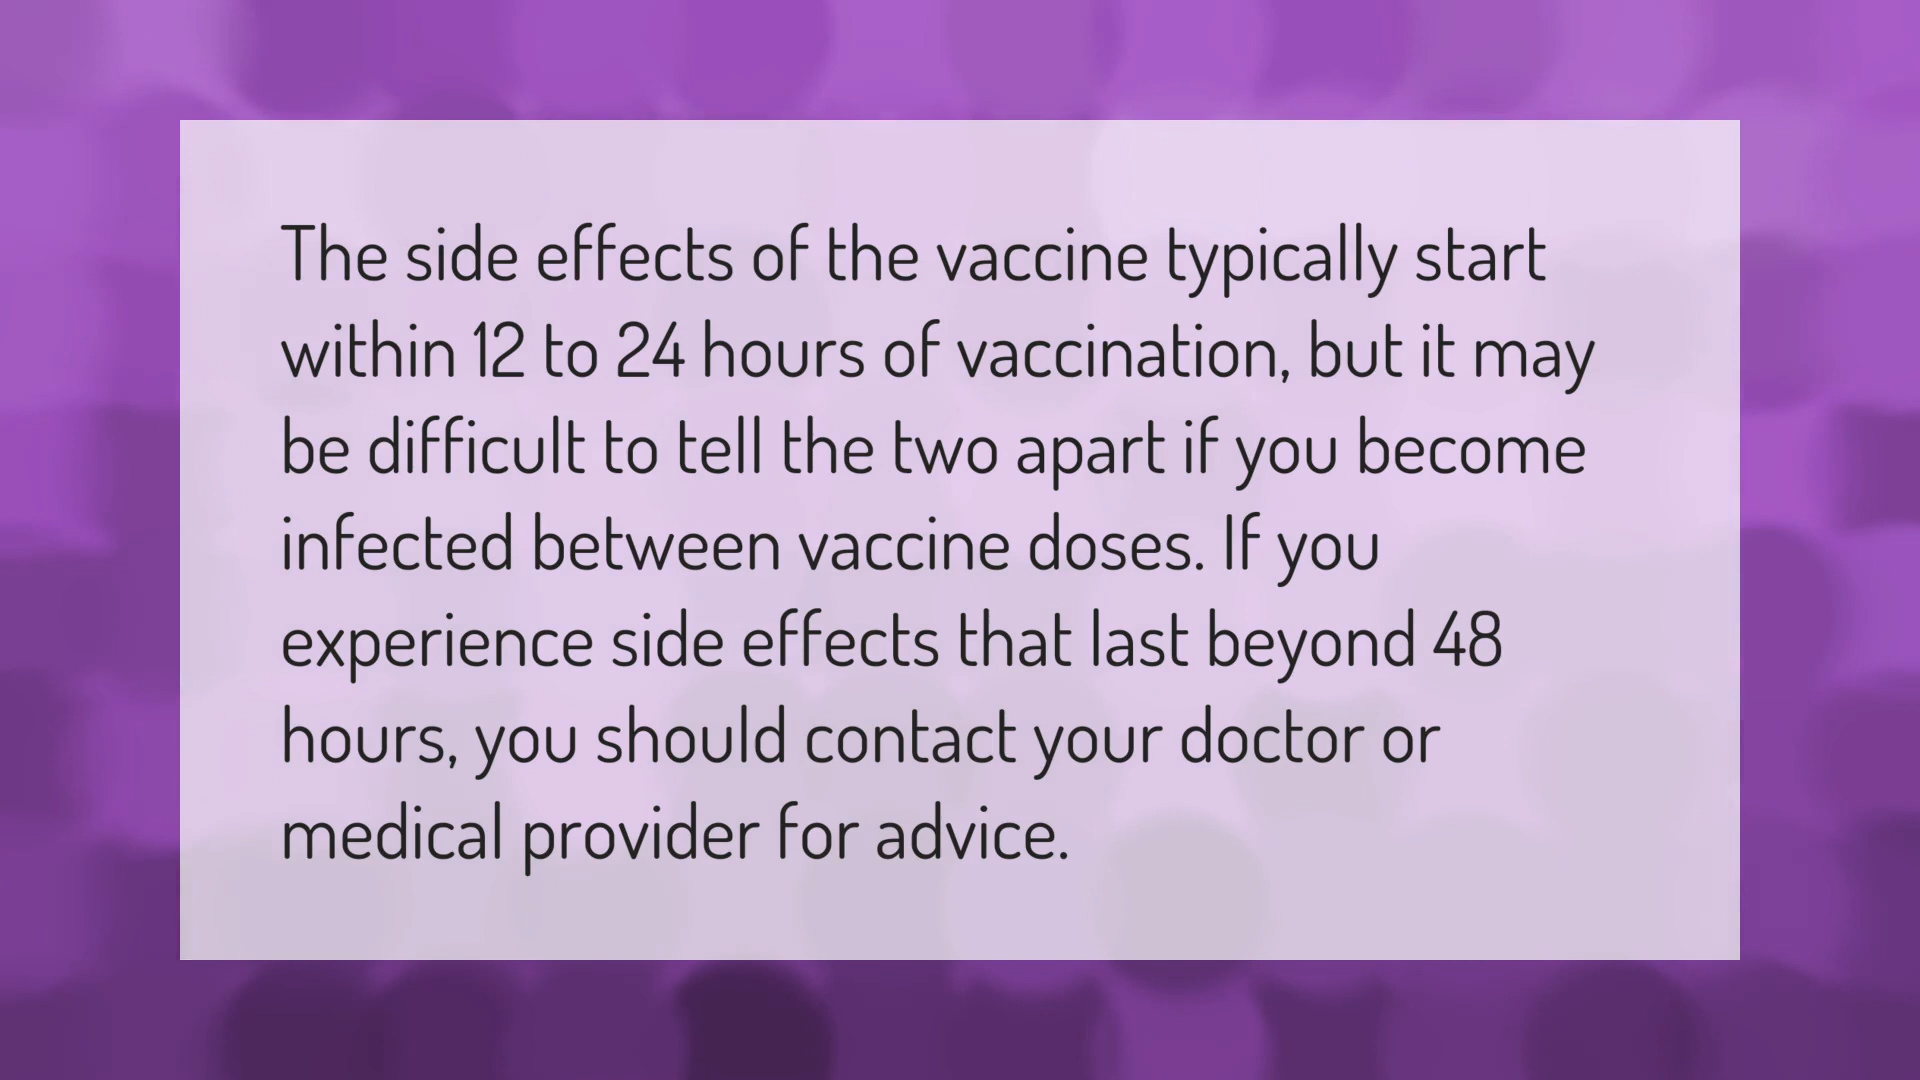 The side effects of the vaccine typically start
within 12 to 24 hours of vaccination, but it may
be difficult to tell the two apart if you become
infected between vaccine doses. If you
experience side effects that last beyond 48
hours, you should contact your doctor or
medical provider for advice.